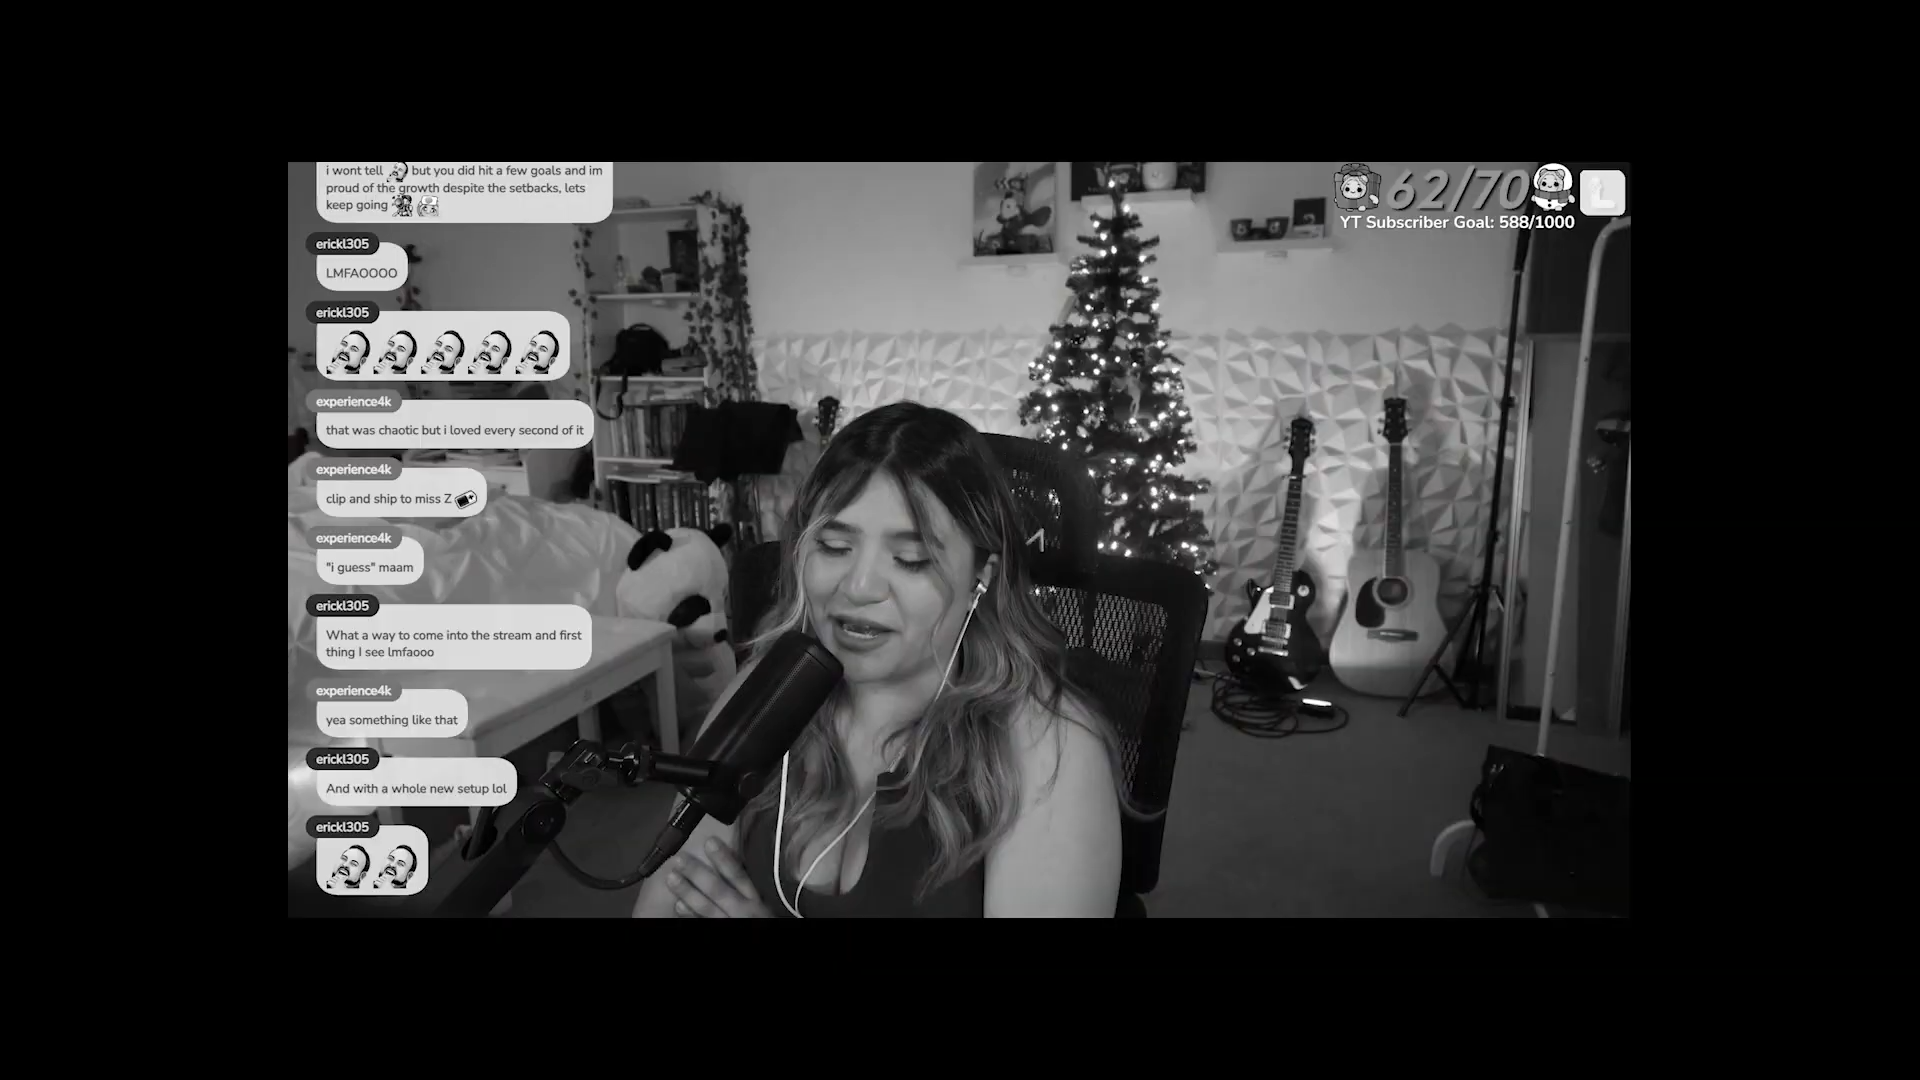 i wont tell but you did hit a few goals and im
proud of the growth despite the setbacks, lets
keep going
erickl305
LMFAOOOO
erickl305
experience4k
that was chaotic but i loved every second of it
experience4k
clip and ship to miss Z
experience4k
"i guess" maam
erickl305
What a way to come into the stream and first
thing I see lmfaooo
experience4k
yea something like that
erickl305
And with a whole new setup lol
erickl305
62/70
L
YT Subscriber Goal: 588/1000